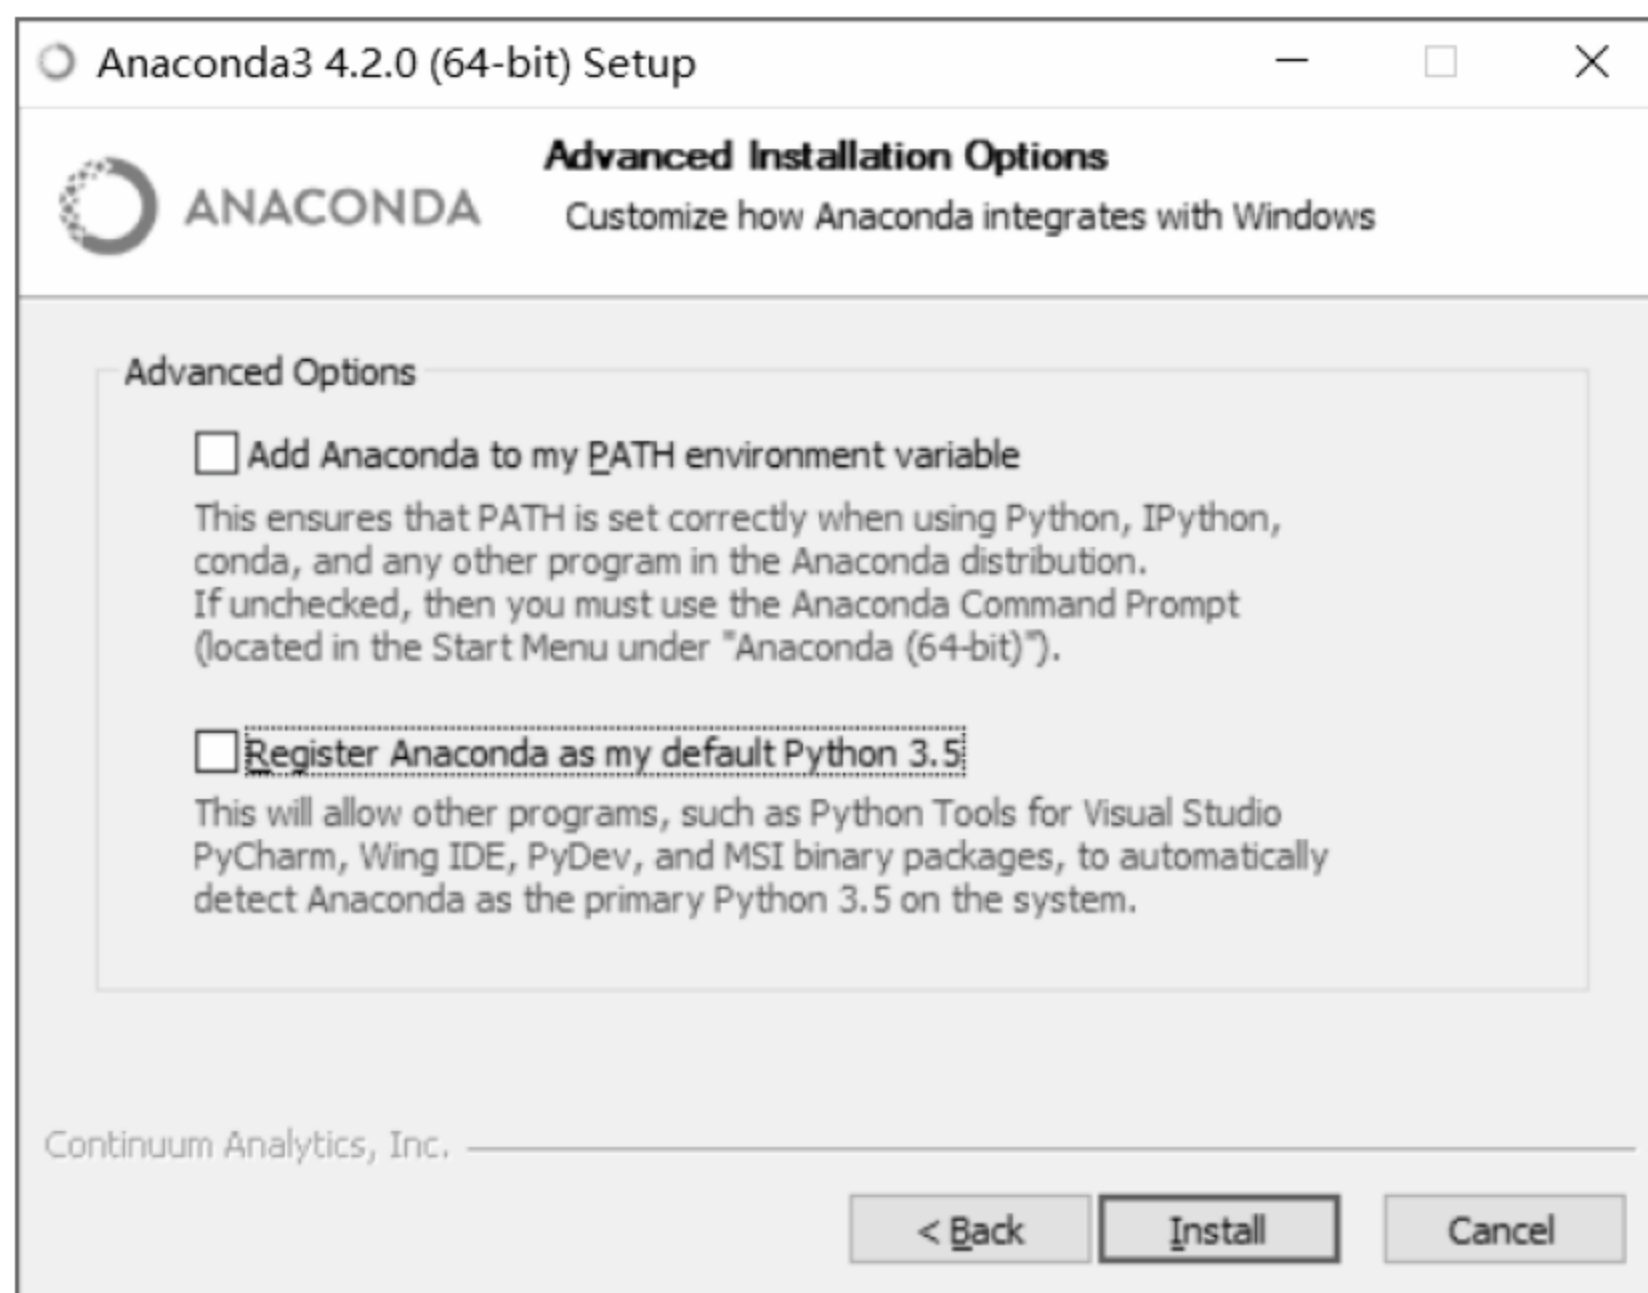 Anaconda3 4.2.0 (64-bit) Setup
ANACONDA
Advanced Installation Options
Customize how Anaconda integrates with Windows
Advanced Options
Add Anaconda to my PATH environment variable
This ensures that PATH is set correctly when using Python, IPython,
conda, and any other program in the Anaconda distribution.
If unchecked, then you must use the Anaconda Command Prompt
(located in the Start Menu under "Anaconda (64-bit)").
Register Anaconda as my default Python 3.5
This will allow other programs, such as Python Tools for Visual Studio
PyCharm, Wing IDE, PyDev, and MSI binary packages, to automatically
detect Anaconda as the primary Python 3.5 on the system.
Continuum Analytics, Inc.
< Back
Install
Cancel